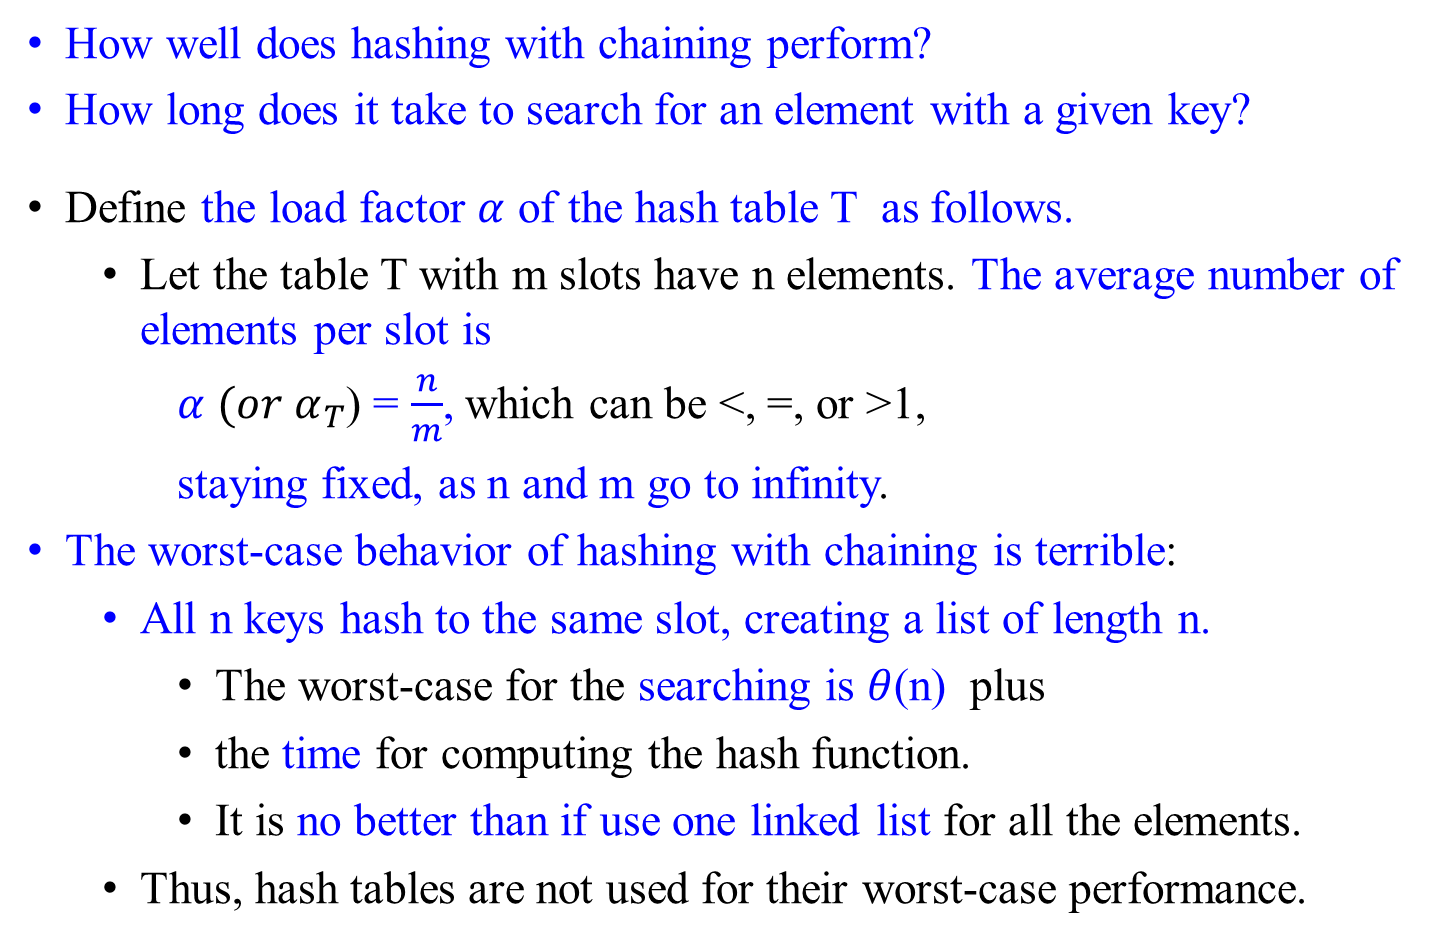 • How well does hashing with chaining perform?
• How long does it take to search for an element with a given key?
• Define the load factor α of the hash table T as follows.
• Let the table T with m slots have n elements. The average number of
elements per slot is
α (or α_T) = n/m, which can be <, =, or >1,
staying fixed, as n and m go to infinity.
• The worst-case behavior of hashing with chaining is terrible:
• All n keys hash to the same slot, creating a list of length n.
• The worst-case for the searching is θ(n) plus
• the time for computing the hash function.
• It is no better than if use one linked list for all the elements.
• Thus, hash tables are not used for their worst-case performance.